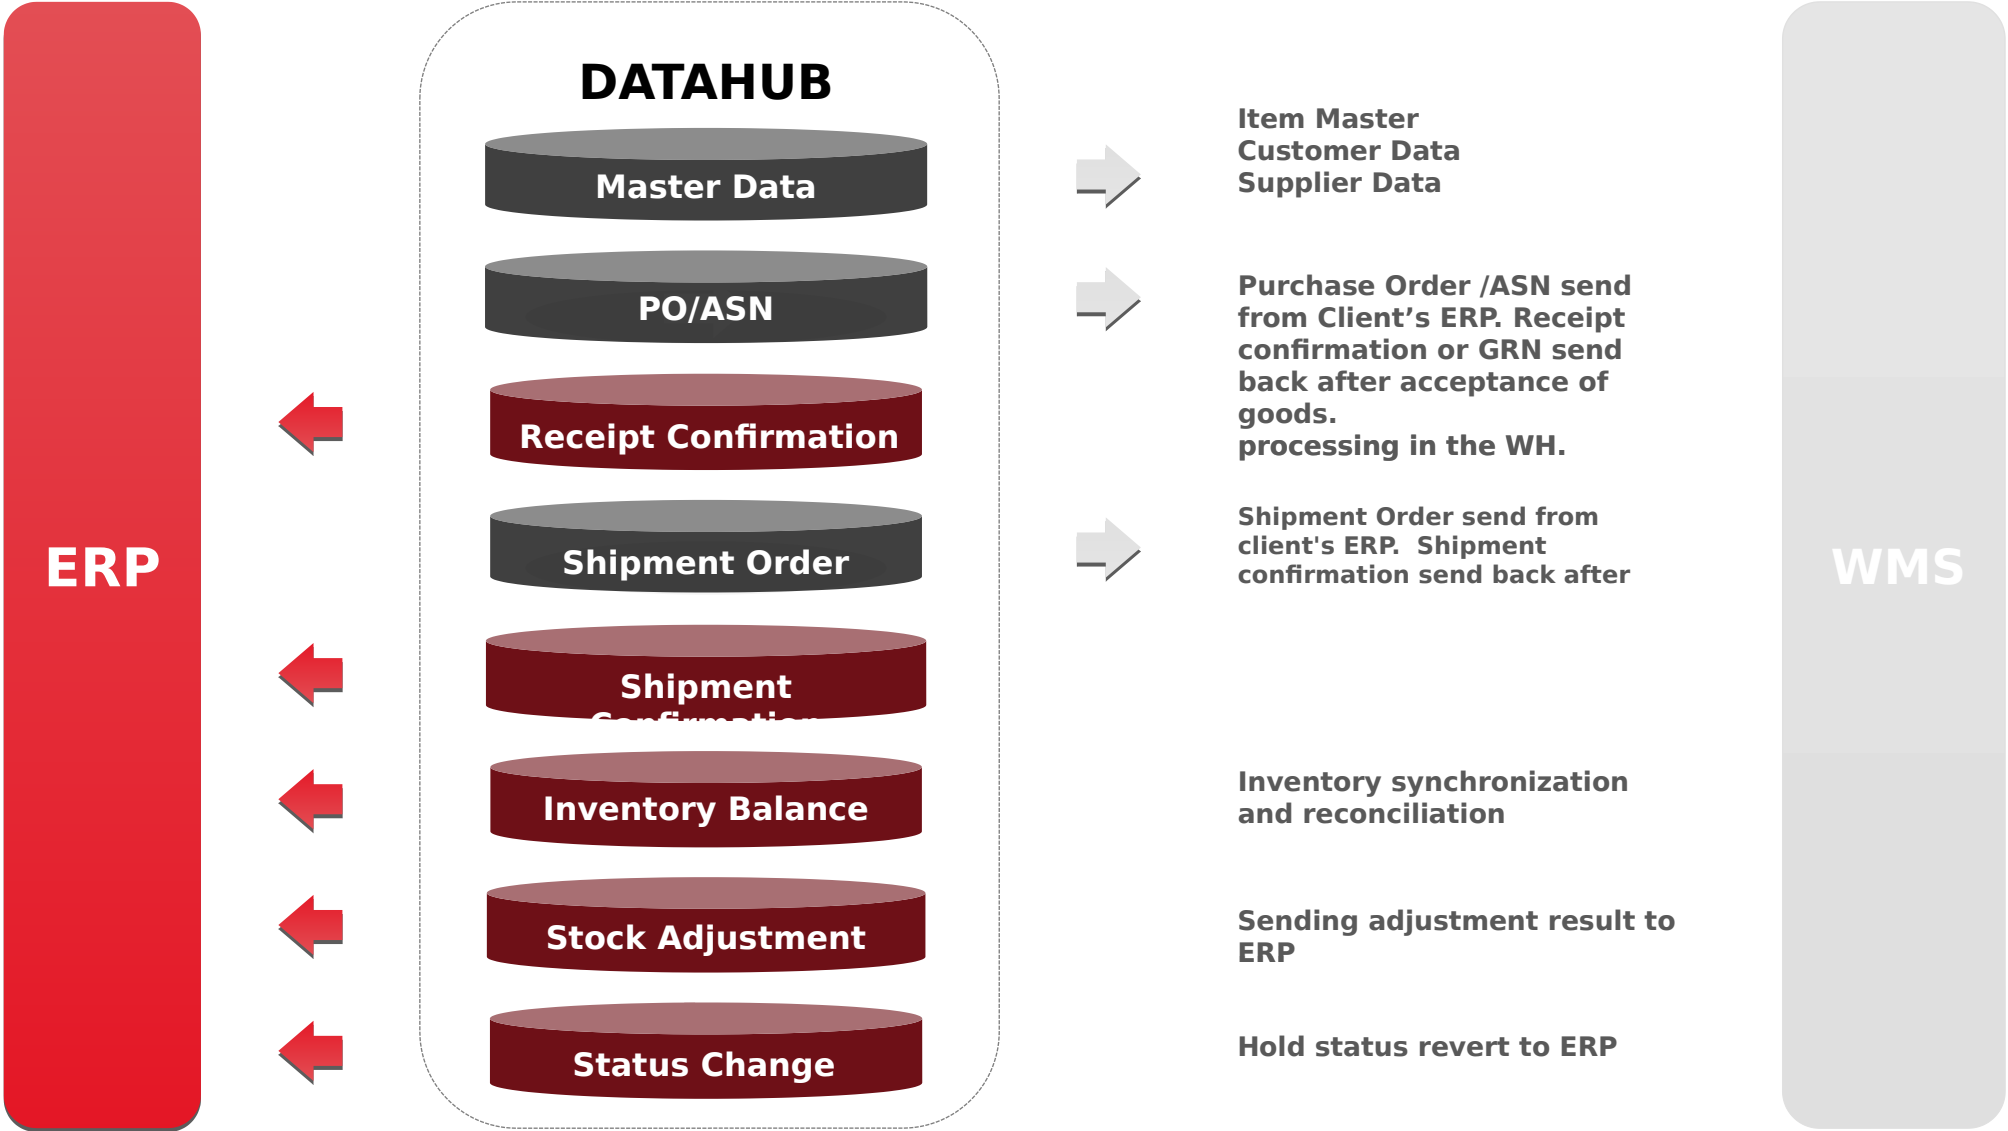 DATAHUB
Master Data
PO/ASN
Receipt Confirmation
Shipment Order
Shipment
Confirmation
Inventory Balance
Stock Adjustment
Status Change
ERP
Item Master
Customer Data
Supplier Data
Purchase Order /ASN send
from Client’s ERP. Receipt
confirmation or GRN send
back after acceptance of
goods.
processing in the WH.
Shipment Order send from
client's ERP.  Shipment
confirmation send back after
Inventory synchronization
and reconciliation
Sending adjustment result to
ERP
Hold status revert to ERP
WMS